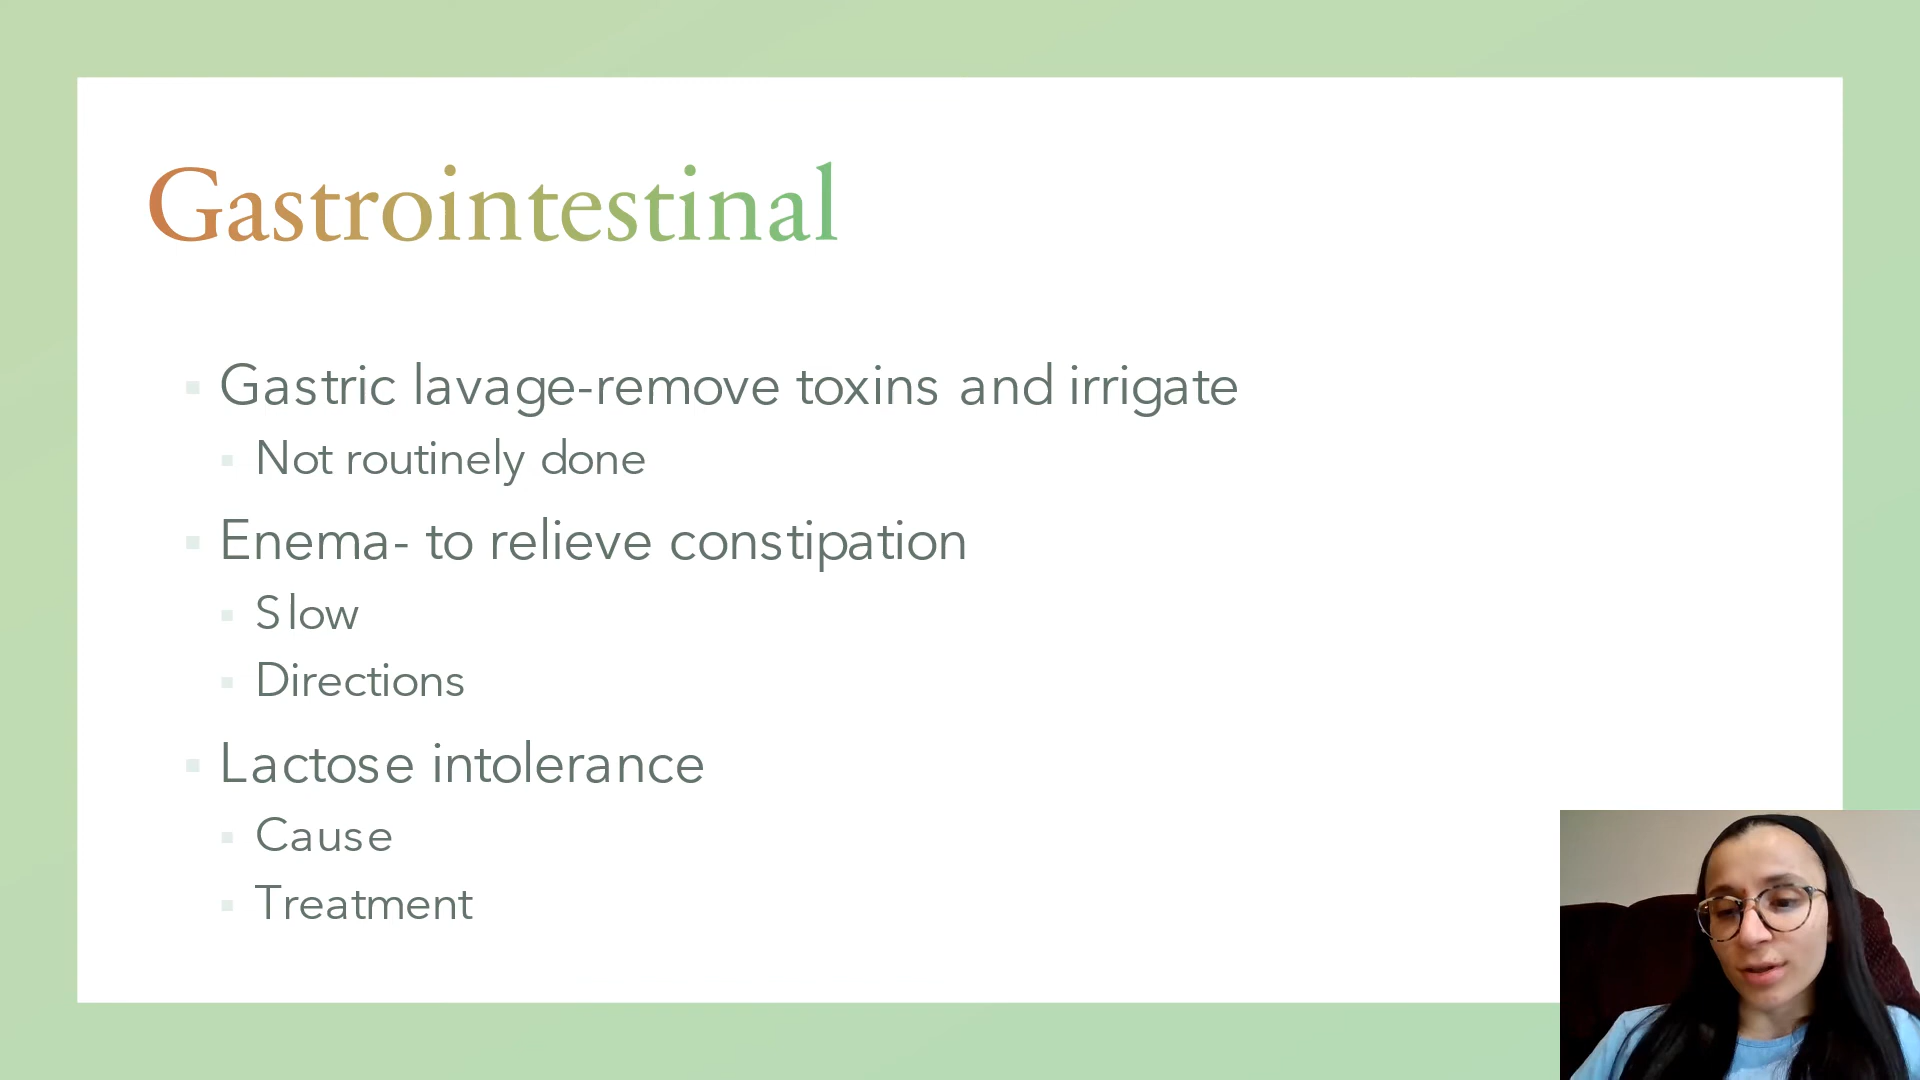 Gastrointestinal
Gastric lavage-remove toxins and irrigate
Not routinely done
Enema- to relieve constipation
Slow
Directions
Lactose intolerance
Cause
Treatment